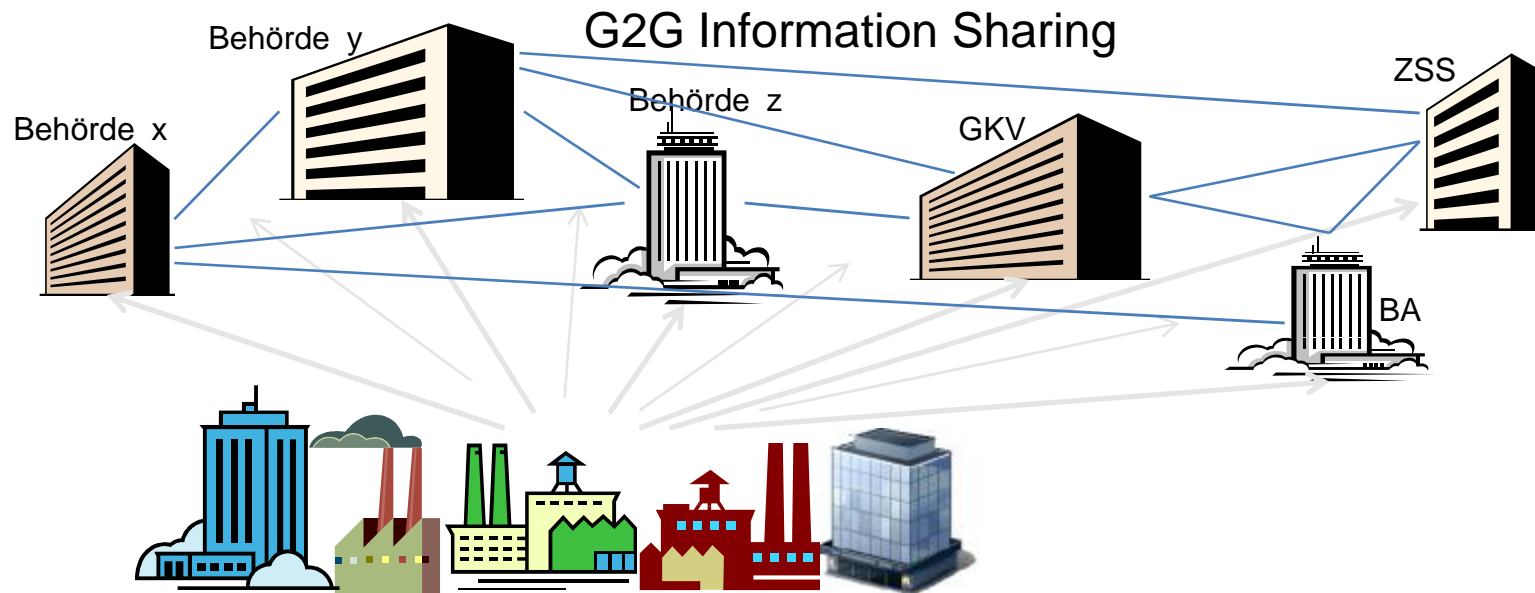 G2G Information Sharing
Behörde y
ZSS
Behörde z
Behörde x
GKV
BA